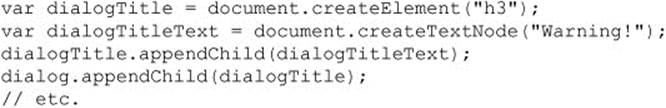 var dialogTitle = document.createElement("h3");
var dialogTitleText = document.createTextNode("Warning!");
dialogTitle.appendChild(dialogTitleText);
dialog.appendChild(dialogTitle);
// etc.